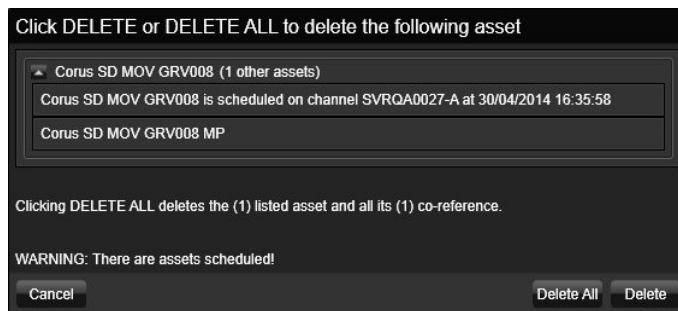 Click DELETE or DELETE ALL to delete the following asset
Corus SD MOV GRV008 (1 other assets)
Corus SD MOV GRV008 is scheduled on channel SVRQA0027-A at 30/04/2014 16:35:58
Corus SD MOV GRV008 MP
Clicking DELETE ALL deletes the (1) listed asset and all its (1) co-reference.
WARNING: There are assets scheduled!
Cancel Delete All Delete